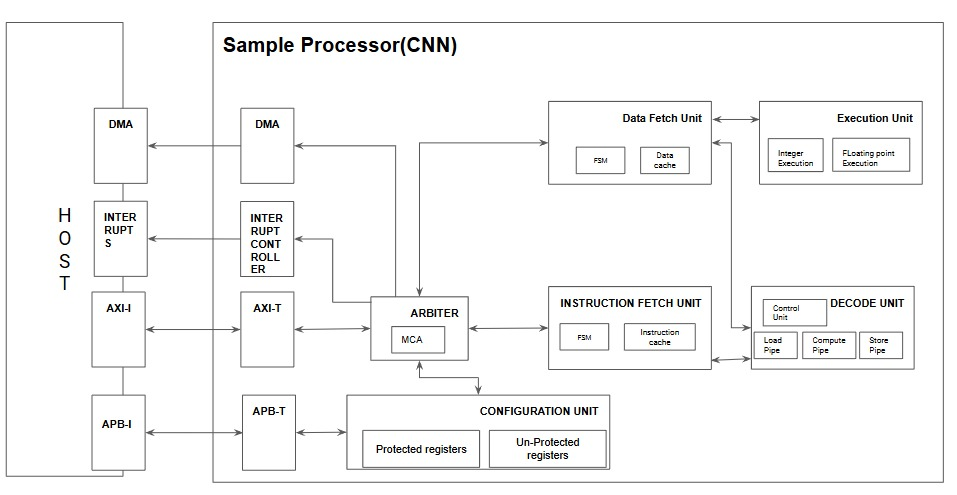 Sample Processor(CNN)
H
O
S
T
DMA
DMA
INTER
RUPT
S
INTER
RUPT
CONT
ROLL
ER
AXI-I
AXI-T
APB-I
APB-T
ARBITER
MCA
Data Fetch Unit
FSM
Data
cache
Execution Unit
Integer
Execution
FLoating point
Execution
INSTRUCTION FETCH UNIT
FSM
Instruction
cache
DECODE UNIT
Control
Unit
Load
Pipe
Compute
Pipe
Store
Pipe
CONFIGURATION UNIT
Protected registers
Un-Protected
registers